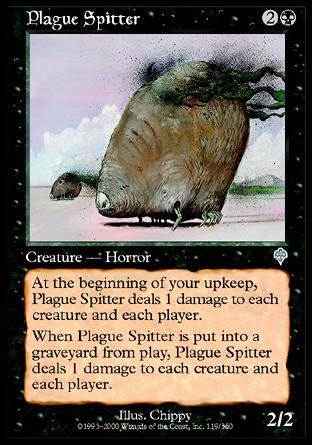 Plague Spitter 2
Creature — Horror
At the beginning of your upkeep,
Plague Spitter deals 1 damage to each
creature and each player.
When Plague Spitter is put into a
graveyard from play, Plague Spitter
deals 1 damage to each creature and
each player.
Illus. Chippy
©1993–2000 Wizards of the Coast, Inc. 119/350
2/2